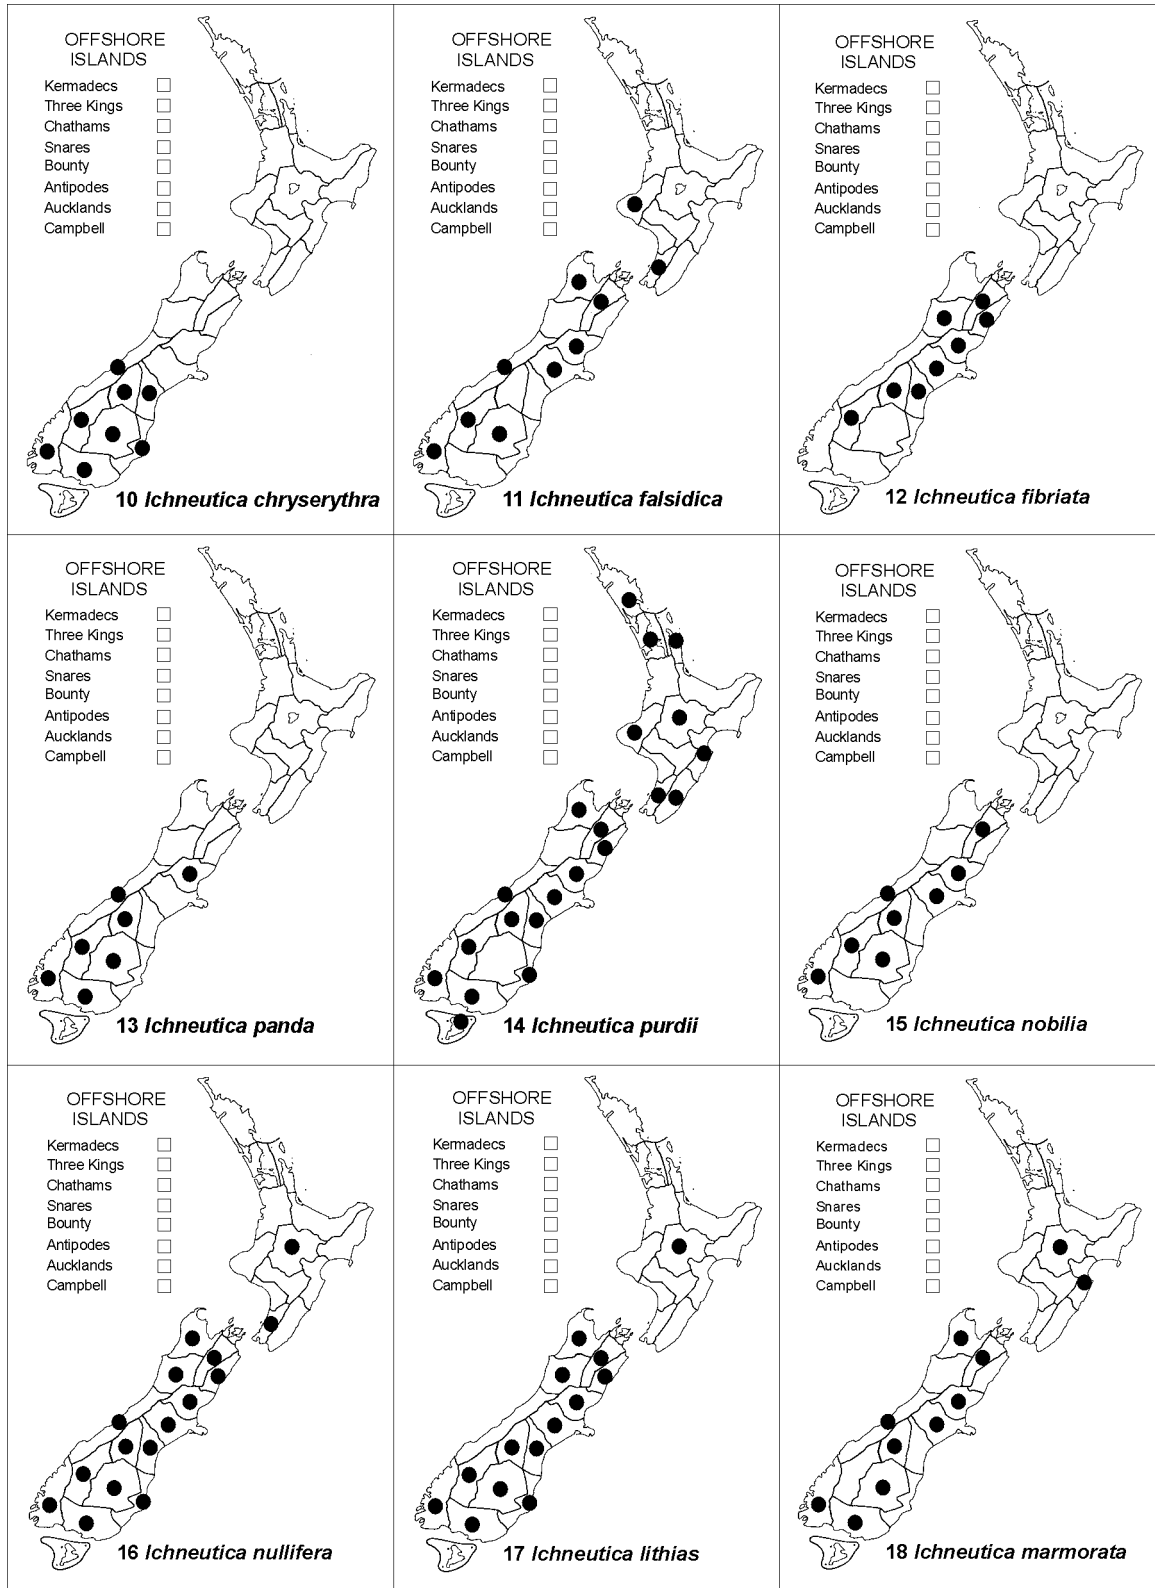 OFFSHORE
ISLANDS
Kermadecs
Three Kings
Chathams
Snares
Bounty
Antipodes
Aucklands
Campbell
10 Ichneutica chryserythra
OFFSHORE
ISLANDS
Kermadecs
Three Kings
Chathams
Snares
Bounty
Antipodes
Aucklands
Campbell
11 Ichneutica falsidica
OFFSHORE
ISLANDS
Kermadecs
Three Kings
Chathams
Snares
Bounty
Antipodes
Aucklands
Campbell
12 Ichneutica fibriata
OFFSHORE
ISLANDS
Kermadecs
Three Kings
Chathams
Snares
Bounty
Antipodes
Aucklands
Campbell
13 Ichneutica panda
OFFSHORE
ISLANDS
Kermadecs
Three Kings
Chathams
Snares
Bounty
Antipodes
Aucklands
Campbell
14 Ichneutica purdii
OFFSHORE
ISLANDS
Kermadecs
Three Kings
Chathams
Snares
Bounty
Antipodes
Aucklands
Campbell
15 Ichneutica nobilia
OFFSHORE
ISLANDS
Kermadecs
Three Kings
Chathams
Snares
Bounty
Antipodes
Aucklands
Campbell
16 Ichneutica nullifera
OFFSHORE
ISLANDS
Kermadecs
Three Kings
Chathams
Snares
Bounty
Antipodes
Aucklands
Campbell
17 Ichneutica lithias
OFFSHORE
ISLANDS
Kermadecs
Three Kings
Chathams
Snares
Bounty
Antipodes
Aucklands
Campbell
18 Ichneutica marmorata